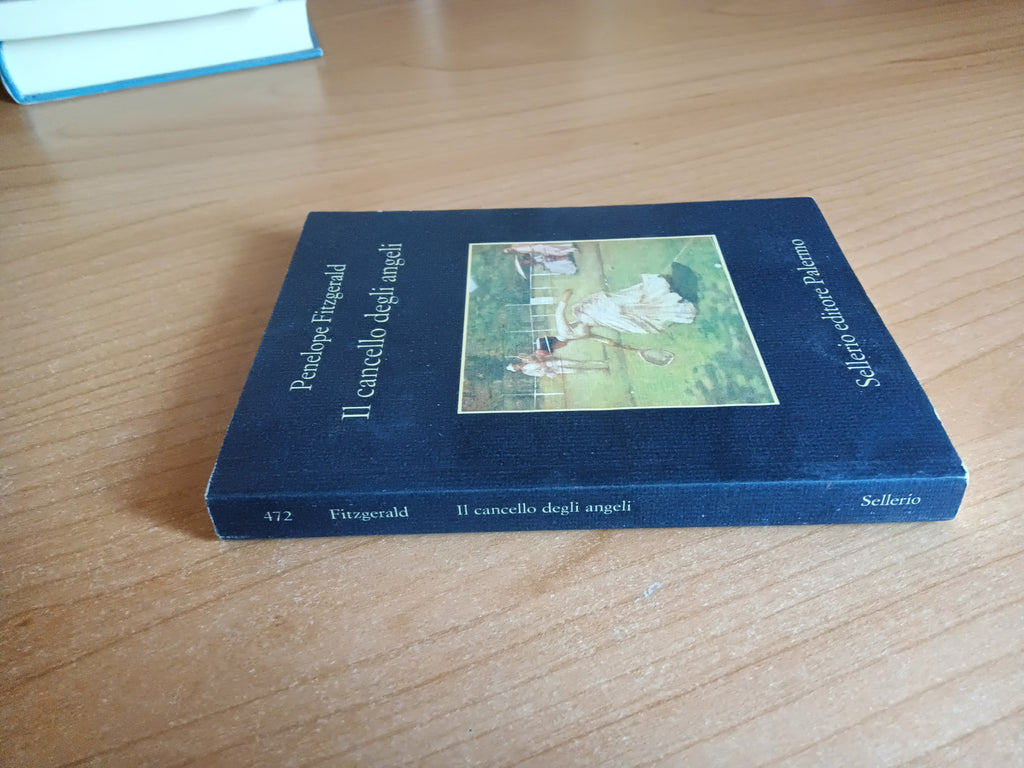 Penelope Fitzgerald
Il cancello degli angeli
Sellerio editore Palermo
472 Fitzgerald Il cancello degli angeli Sellerio